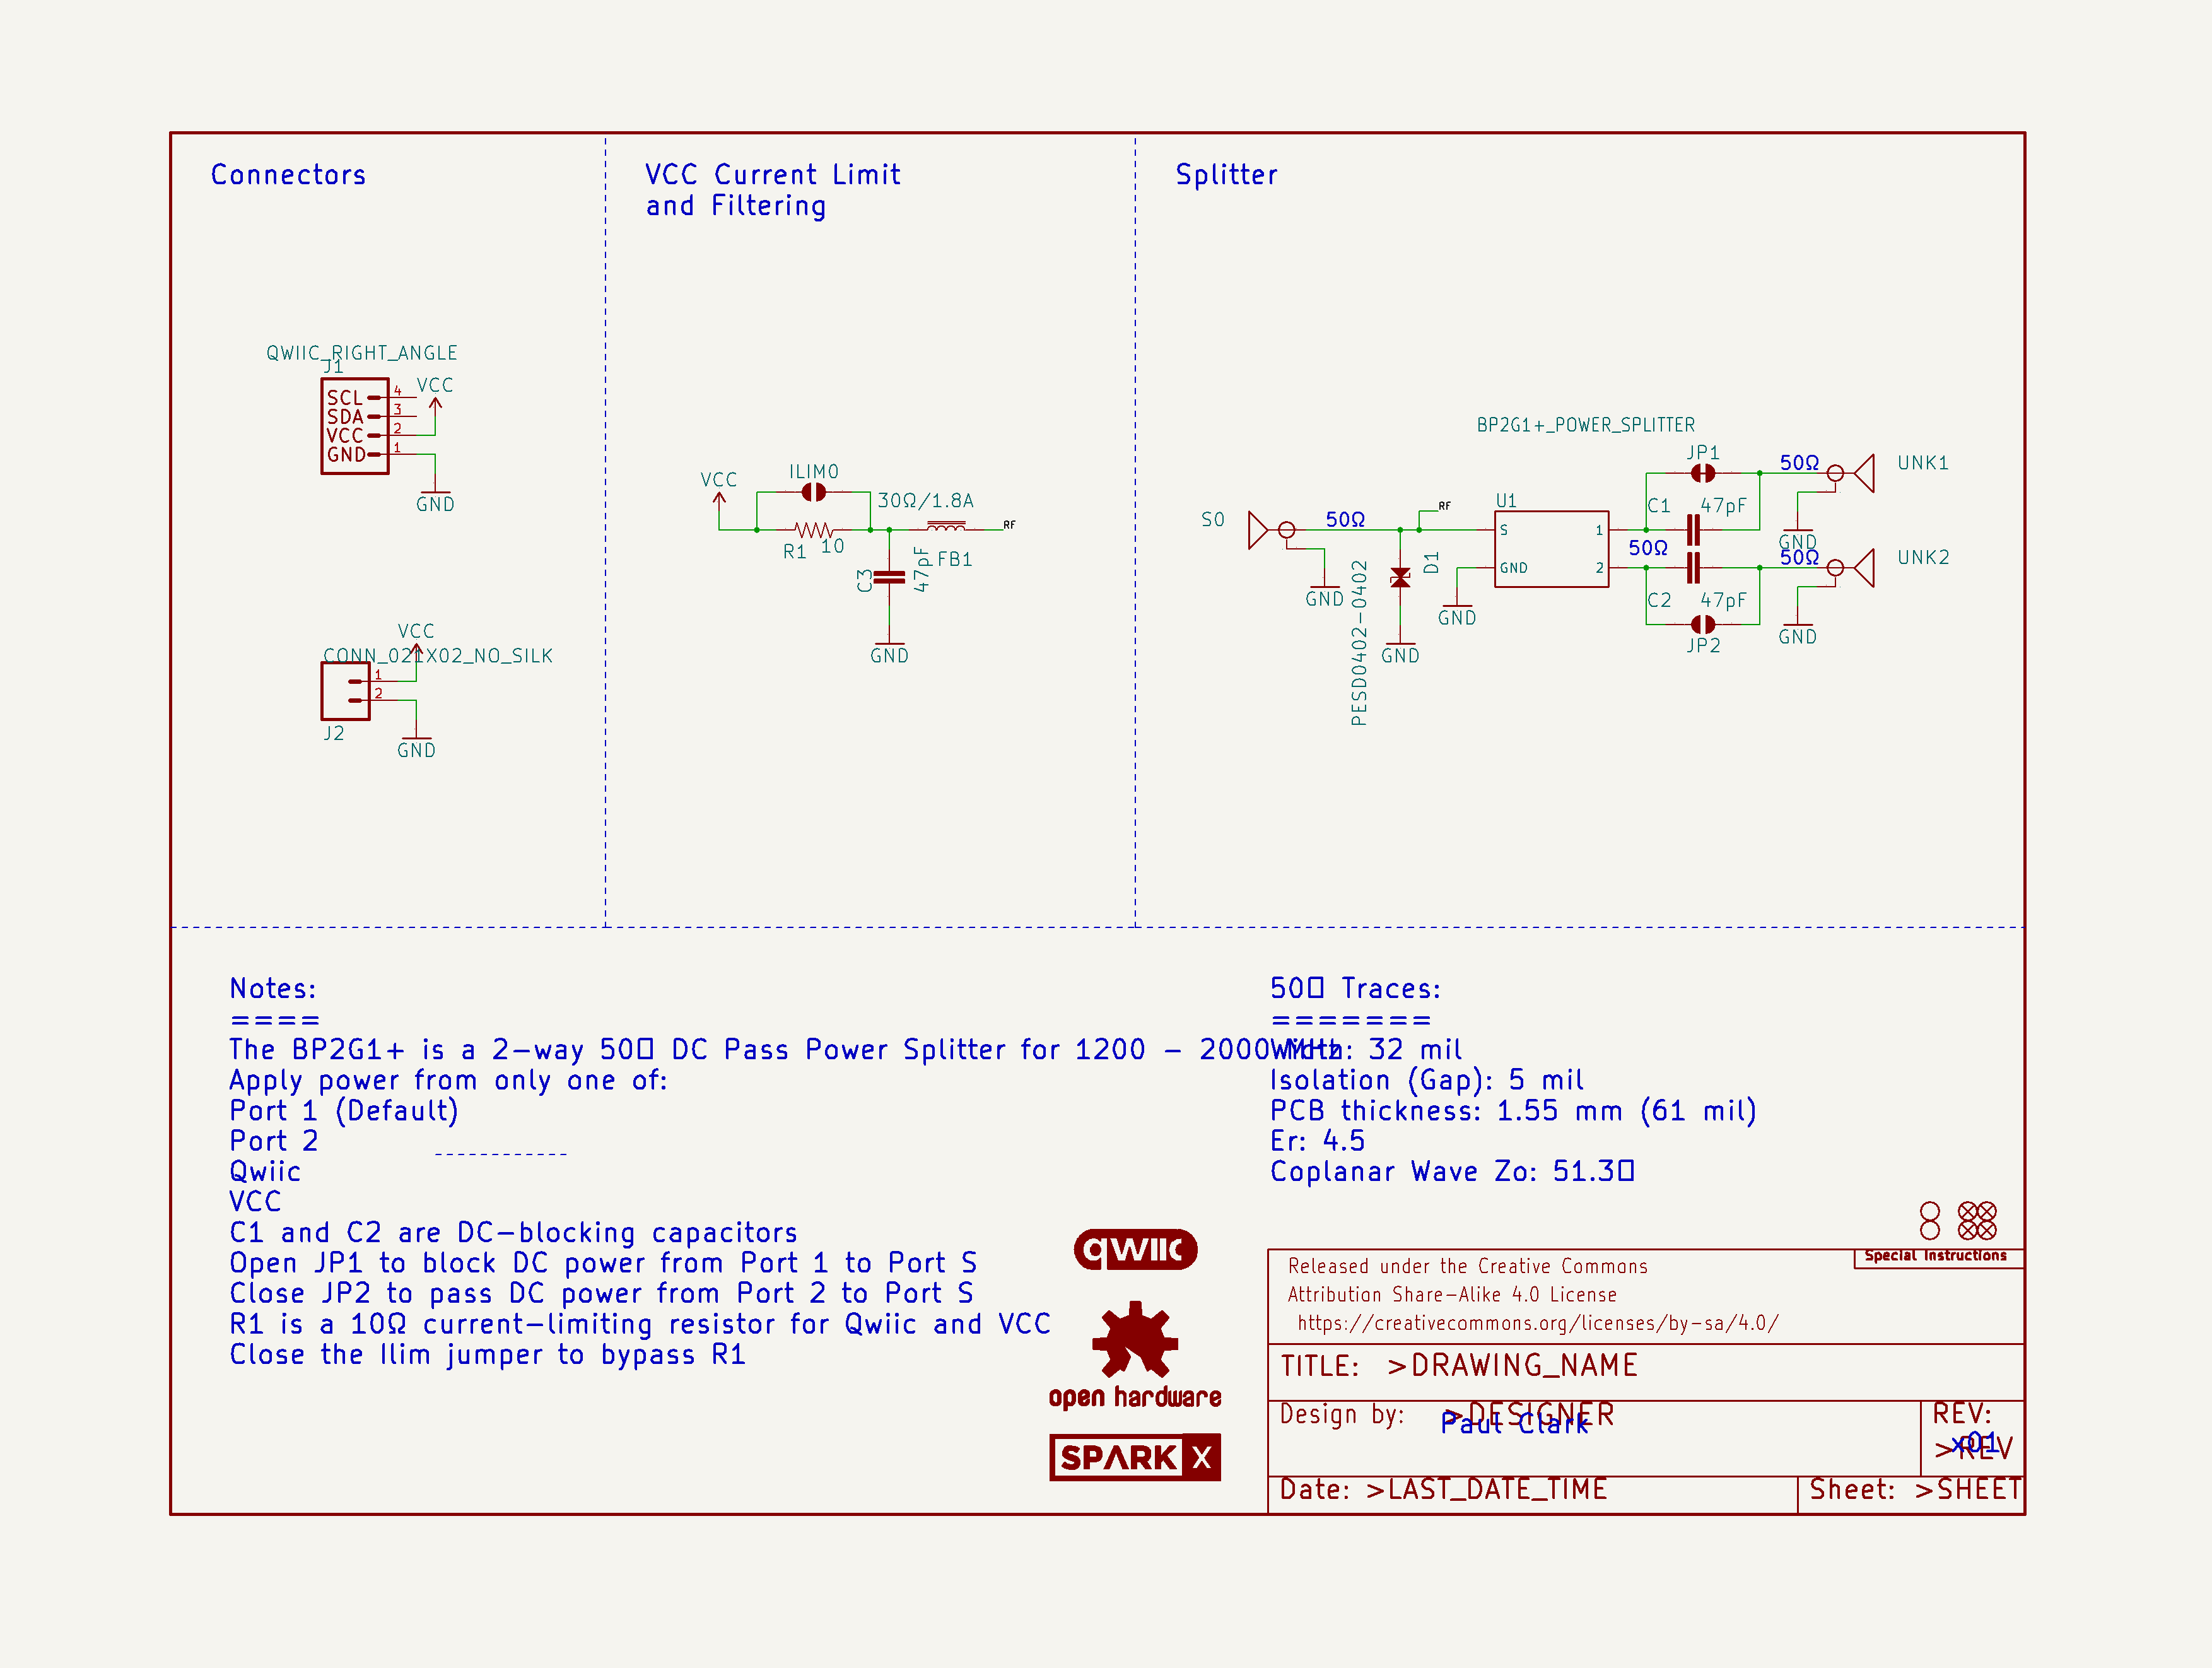 Connectors
VCC Current Limit
and Filtering
Splitter
QWIIC_RIGHT_ANGLE
J1
SCL
SDA
VCC
GND
4
3
2
1
VCC
GND
VCC
CONN_021X02_NO_SILK
1
2
J2
GND
VCC
ILIM0
R1
10
30Ω/1.8A
FB1
RF
C3
47pF
GND
BP2G1+_POWER_SPLITTER
S0
50Ω
GND
PESD0402-0402
D1
GND
RF
GND
U1
S
GND
1
2
JP1
C1
47pF
50Ω
C2
47pF
JP2
50Ω
UNK1
GND
50Ω
UNK2
GND
Notes:
====
The BP2G1+ is a 2-way 50▯ DC Pass Power Splitter for 1200 - 2000MHz
Apply power from only one of:
Port 1 (Default)
Port 2
Qwiic
VCC
C1 and C2 are DC-blocking capacitors
Open JP1 to block DC power from Port 1 to Port S
Close JP2 to pass DC power from Port 2 to Port S
R1 is a 10Ω current-limiting resistor for Qwiic and VCC
Close the Ilim jumper to bypass R1
50▯ Traces:
=======
Width: 32 mil
Isolation (Gap): 5 mil
PCB thickness: 1.55 mm (61 mil)
Er: 4.5
Coplanar Wave Zo: 51.3▯
qwiic
open hardware
SPARK X
Special Instructions
Released under the Creative Commons
Attribution Share-Alike 4.0 License
https://creativecommons.org/licenses/by-sa/4.0/
TITLE: >DRAWING_NAME
Design by: >DESIGNER
Paul Clark
REV:
x01
>REV
Date: >LAST_DATE_TIME
Sheet: >SHEET